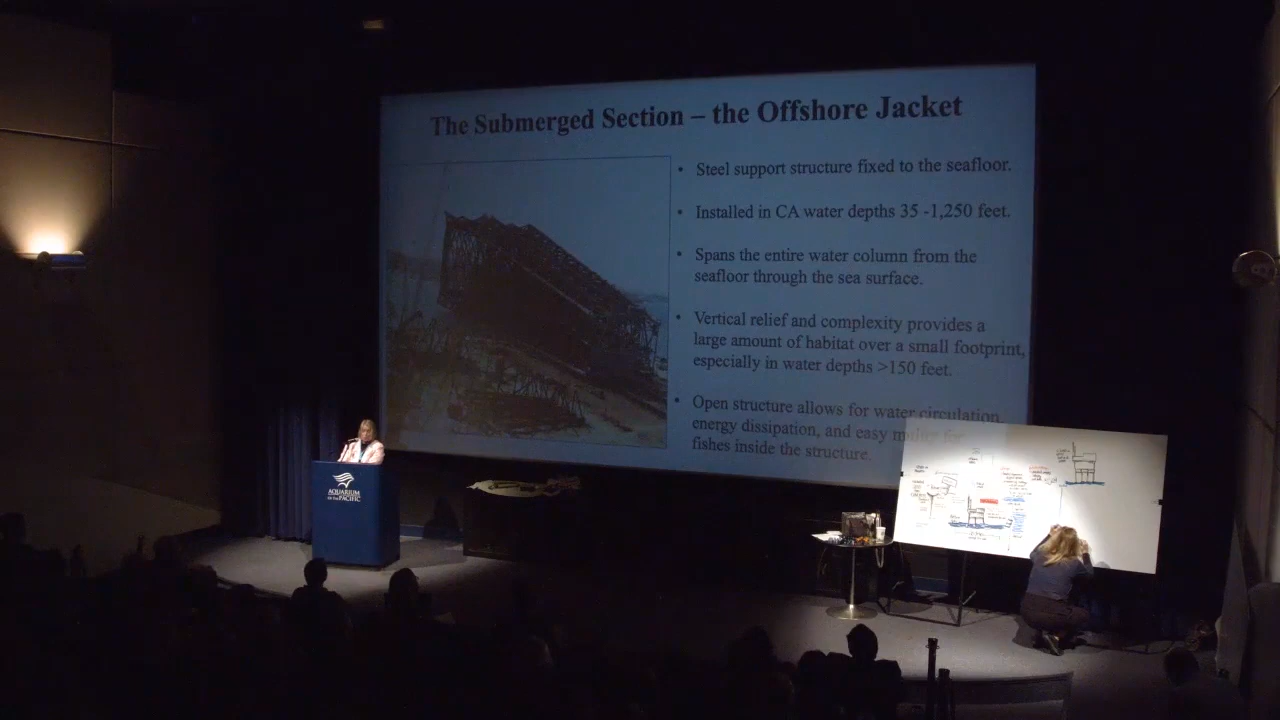 The Submerged Section – the Offshore Jacket
• Steel support structure fixed to the seafloor.
• Installed in CA water depths 35 -1,250 feet.
• Spans the entire water column from the
seafloor through the sea surface.
• Vertical relief and complexity provides a
large amount of habitat over a small footprint,
especially in water depths >150 feet.
• Open structure allows for water circulation,
energy dissipation, and easy
fishes inside the structure.
AQUARIUM
OF THE PACIFIC